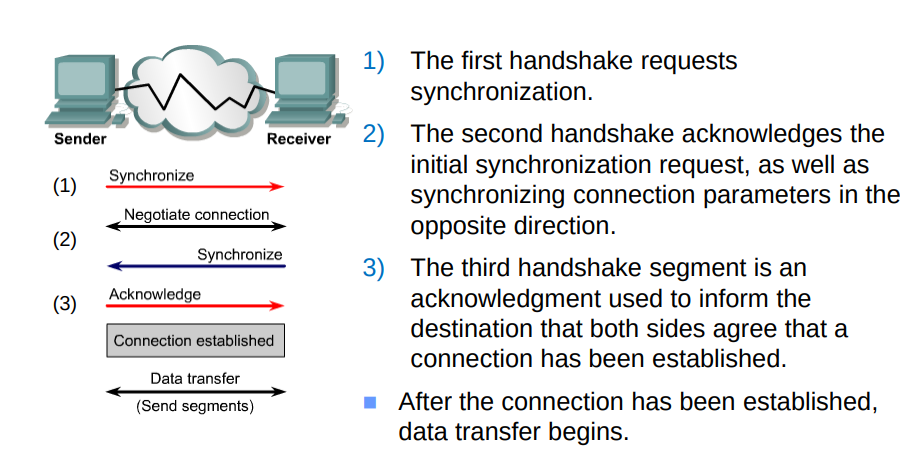 Sender
Receiver
(1)
Synchronize
Negotiate connection
(2)
Synchronize
(3)
Acknowledge
Connection established
Data transfer
(Send segments)
1) The first handshake requests
synchronization.
2) The second handshake acknowledges the
initial synchronization request, as well as
synchronizing connection parameters in the
opposite direction.
3) The third handshake segment is an
acknowledgment used to inform the
destination that both sides agree that a
connection has been established.
■ After the connection has been established,
data transfer begins.